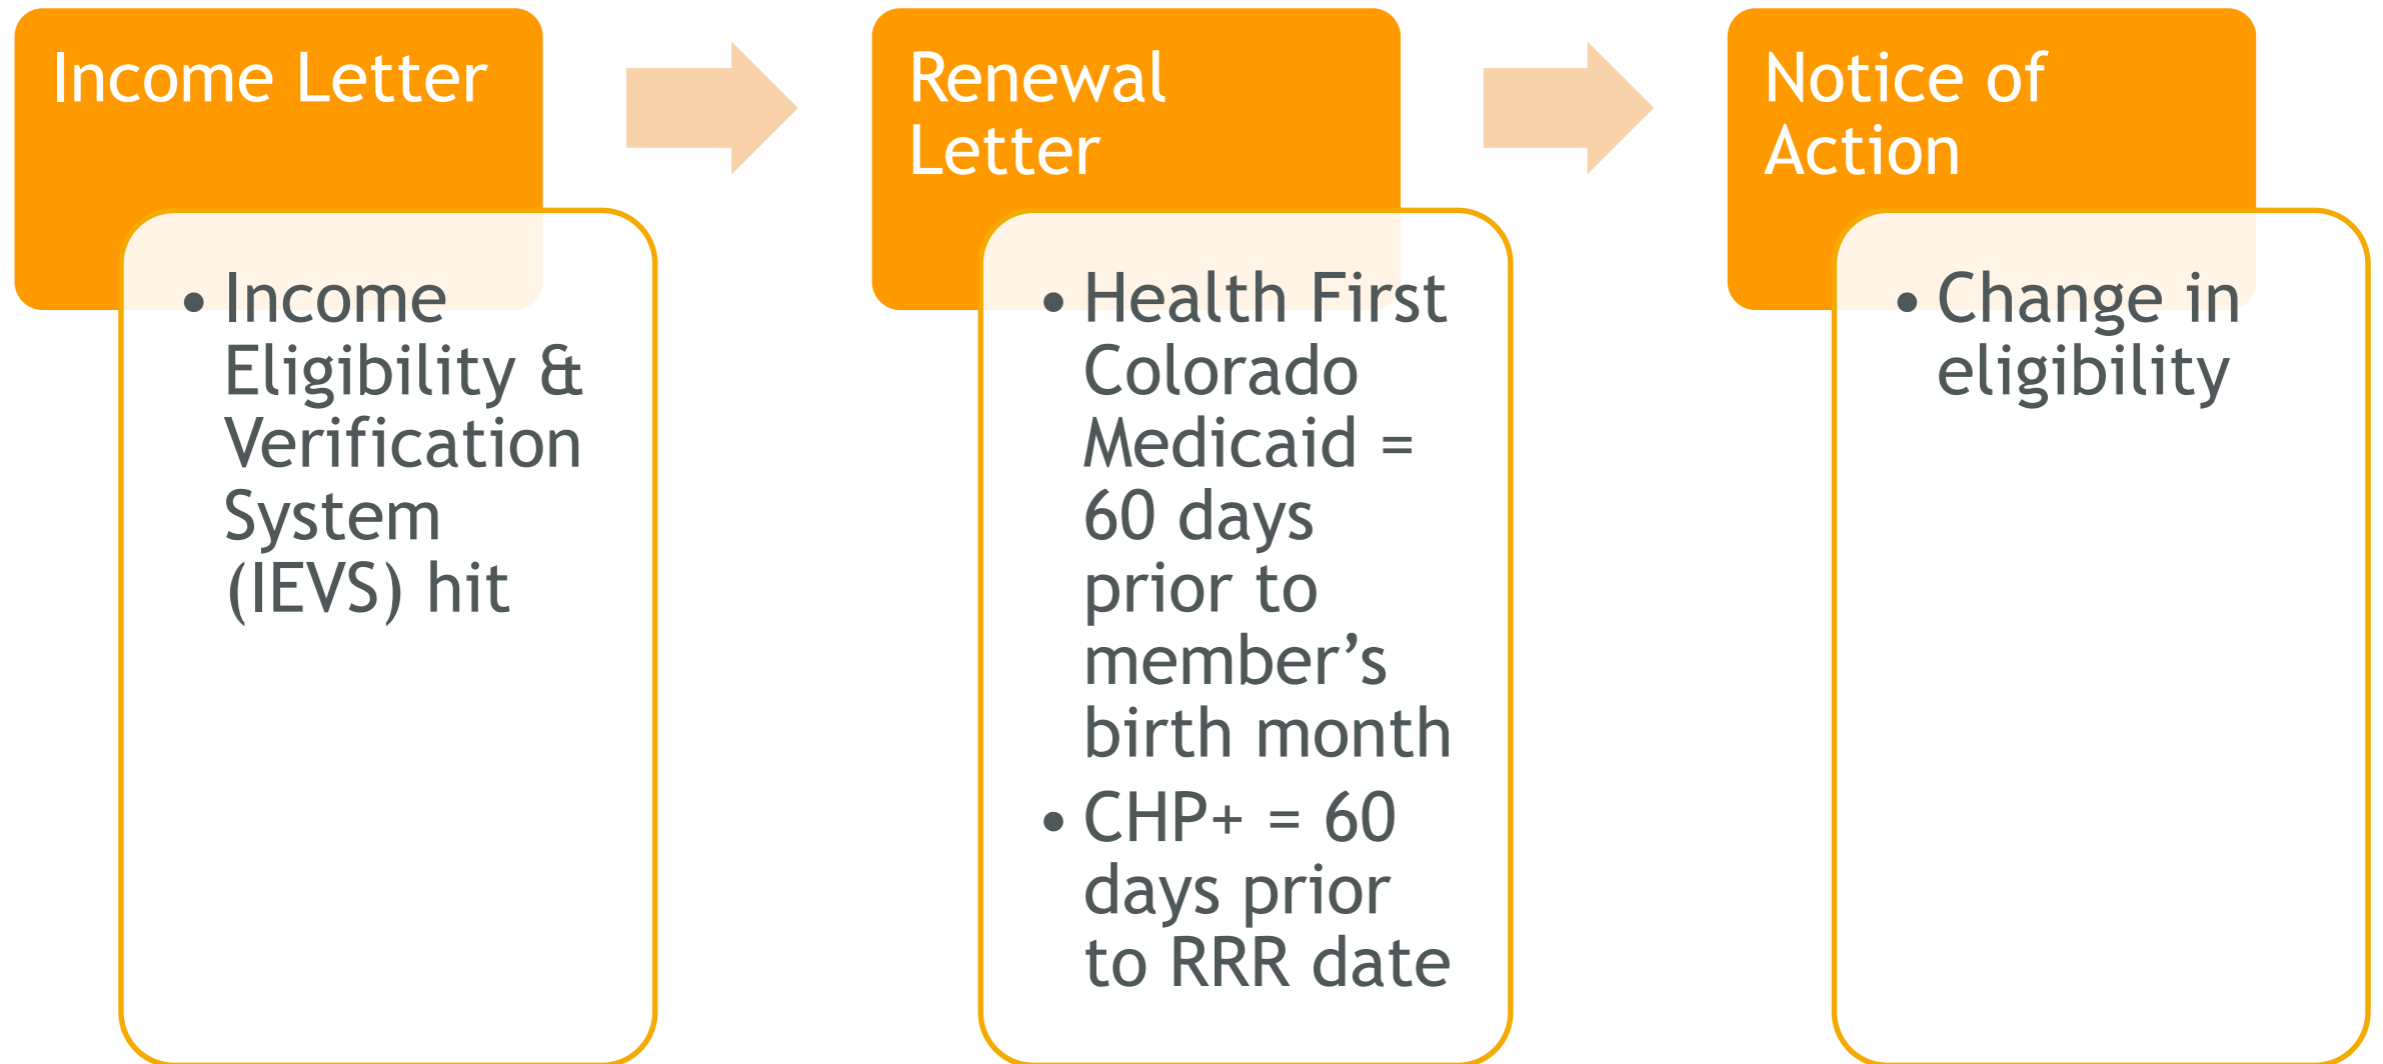 Income Letter
• Income
Eligibility &
Verification
System
(IEVS) hit
Renewal
Letter
• Health First
Colorado
Medicaid =
60 days
prior to
member’s
birth month
• CHP+ = 60
days prior
to RRR date
Notice of
Action
• Change in
eligibility